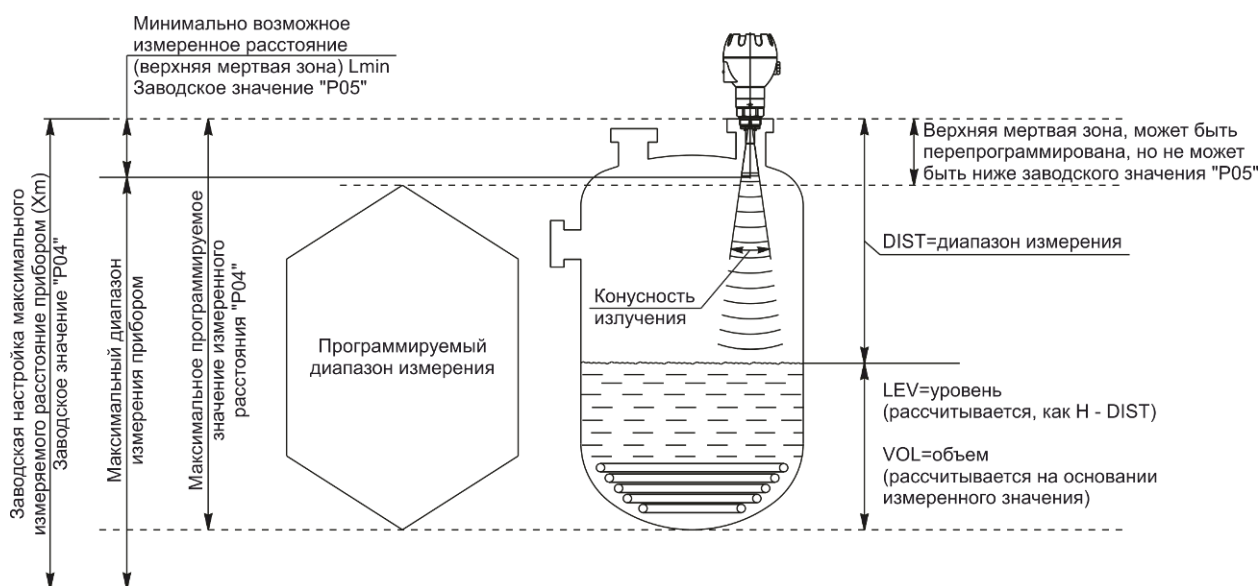 Минимально возможное
измеренное расстояние
(верхняя мертвая зона) Lmin
Заводское значение "P05"
Заводская настройка максимального
измеряемого расстояние прибором (Xm)
Заводское значение "P04"
Максимальный диапазон
измерения прибором
Максимальное програмируемое
значение измеренного
расстояния "P04"
Программируемый
диапазон измерения
Конусность
излучения
Верхняя мертвая зона, может быть
перепрограммирована, но не может
быть ниже заводского значения "P05"
DIST=диапазон измерения
LEV=уровень
(рассчитывается, как H - DIST)
VOL=объем
(рассчитывается на основании
измеренного значения)